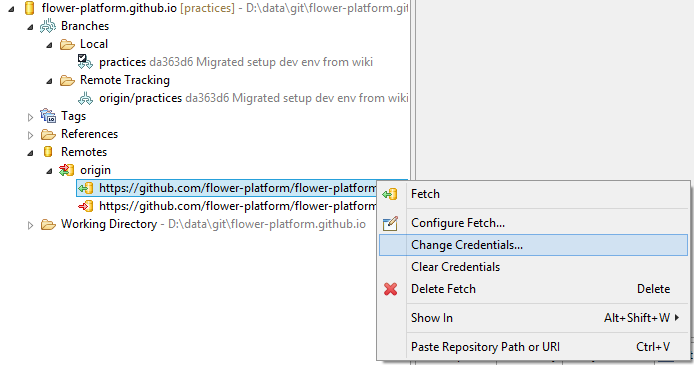 flower-platform.github.io [practices] - D:\data\git\flower-platform.git
Branches
Local
practices da363d6 Migrated setup dev env from wiki
Remote Tracking
origin/practices da363d6 Migrated setup dev env from wiki
Tags
References
Remotes
origin
https://github.com/flower-platform/flower-platform
https://github.com/flower-platform/flower-platform
Working Directory - D:\data\git\flower-platform.github.io
Fetch
Configure Fetch...
Change Credentials...
Clear Credentials
Delete Fetch Delete
Show In Alt+Shift+W
Paste Repository Path or URI Ctrl+V